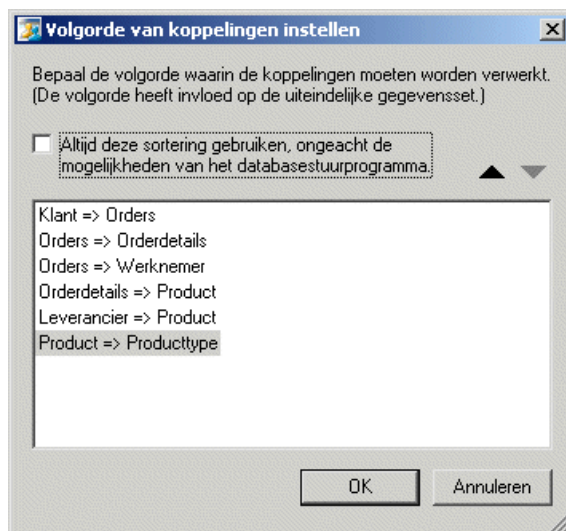 Volgorde van koppelingen instellen
Bepaal de volgorde waarin de koppelingen moeten worden verwerkt.
(De volgorde heeft invloed op de uiteindelijke gegevensset.)
Altijd deze sortering gebruiken, ongeacht de
mogelijkheden van het databasestuurprogramma.
Klant => Orders
Orders => Orderdetails
Orders => Werknemer
Orderdetails => Product
Leverancier => Product
Product => Producttype
OK
Annuleren